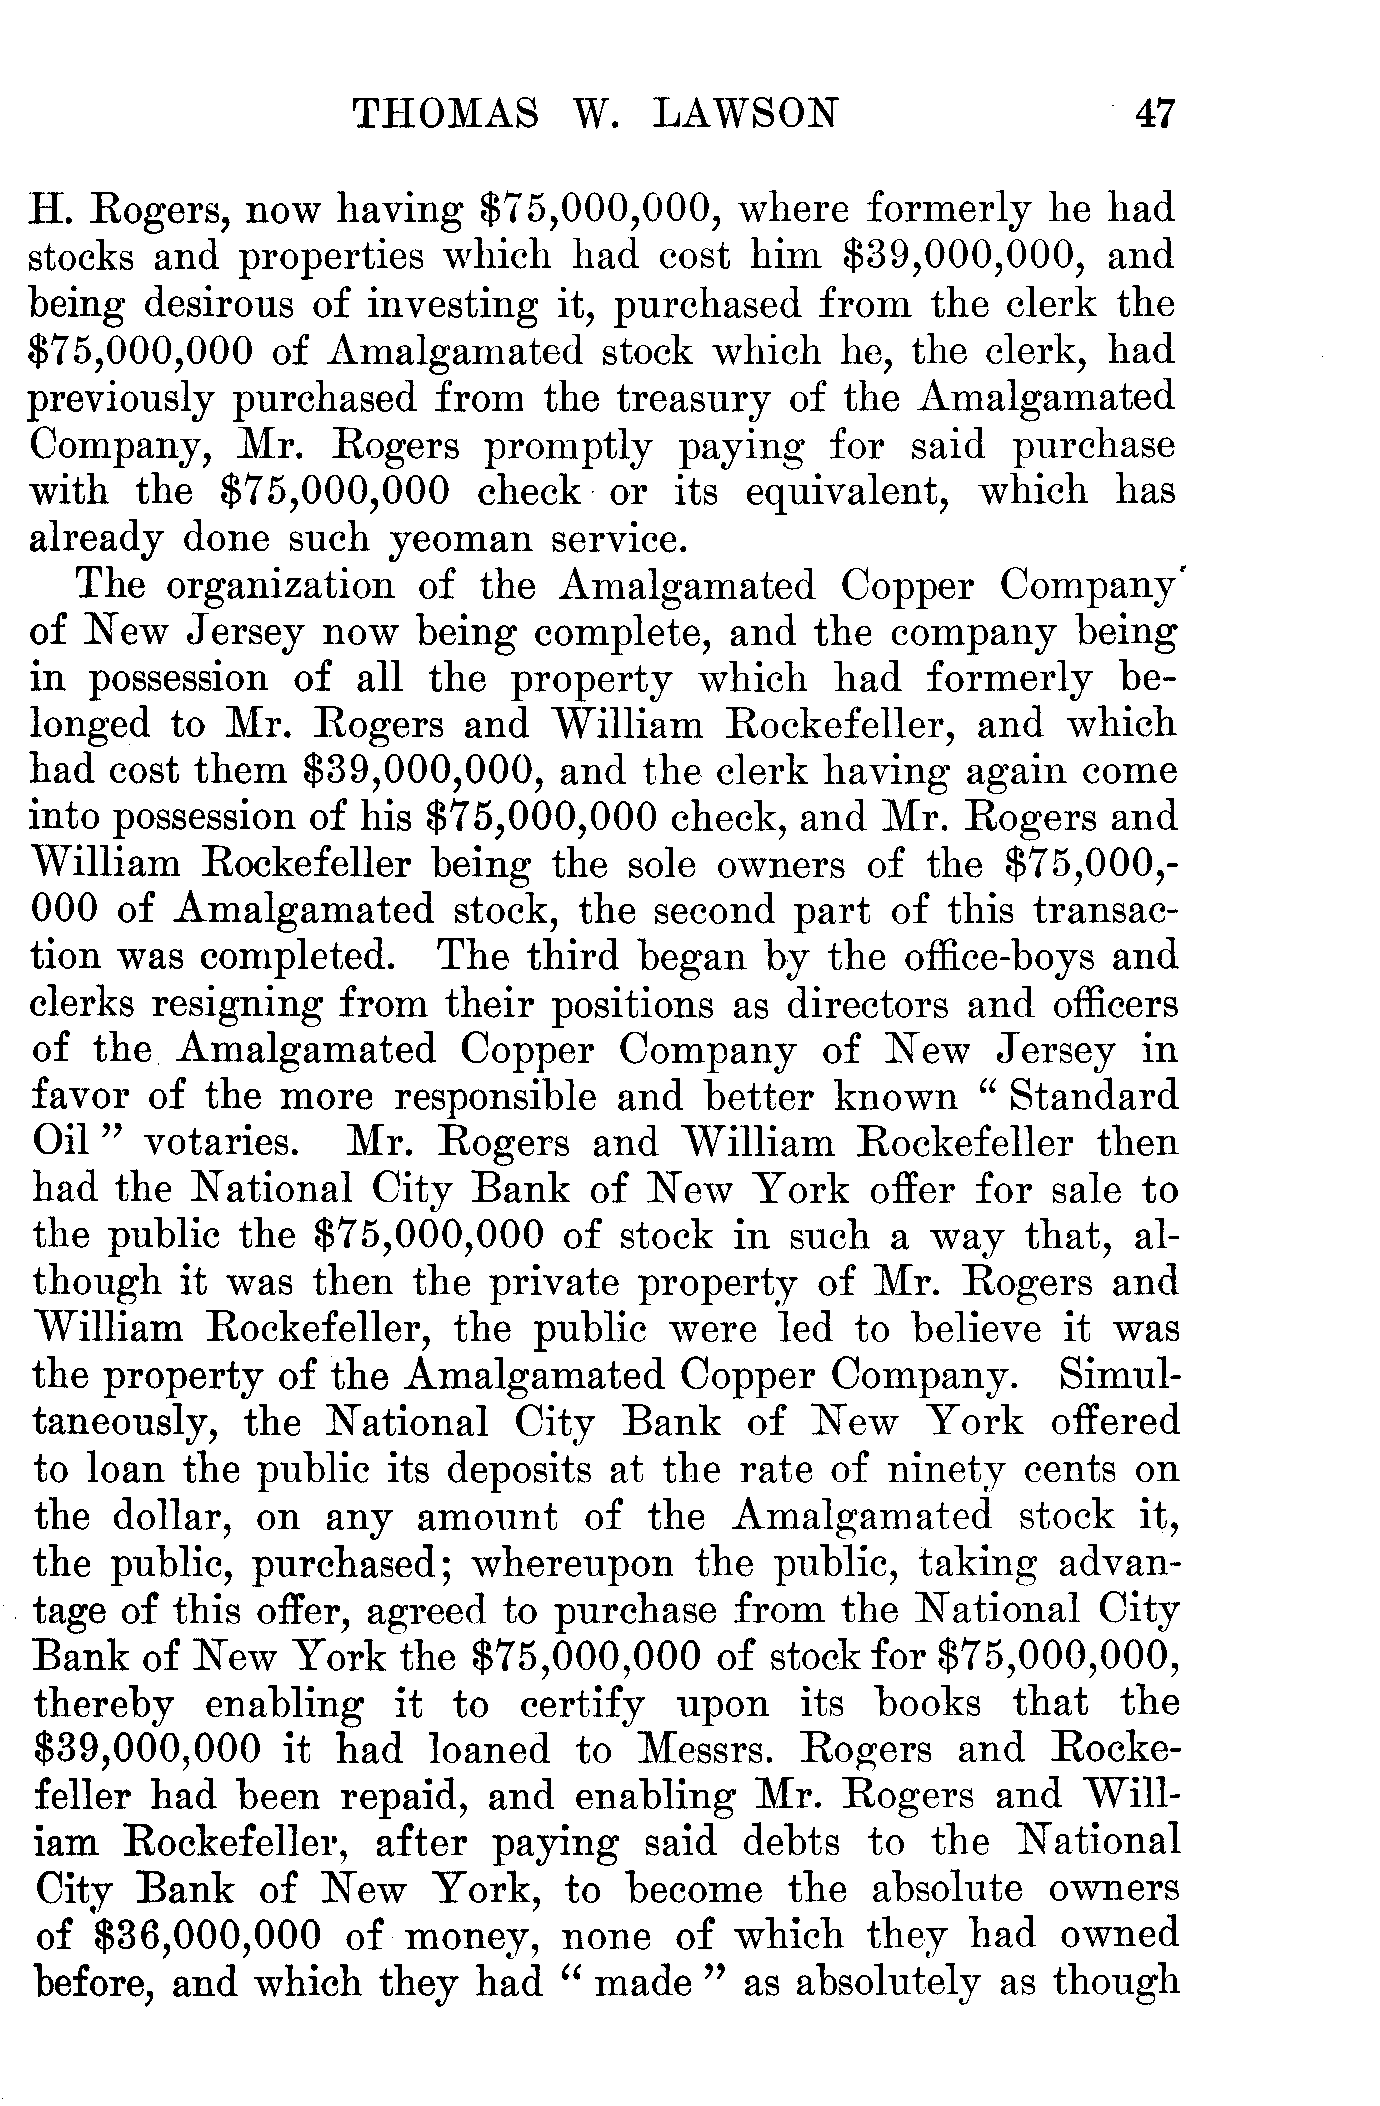 THOMAS W. LAWSON 47
H. Rogers, now having $75,000,000, where formerly he had
stocks and properties which had cost him $39,000,000, and
being desirous of investing it, purchased from the clerk the
$75,000,000 of Amalgamated stock which he, the clerk, had
previously purchased from the treasury of the Amalgamated
Company, Mr. Rogers promptly paying for said purchase
with the $75,000,000 check or its equivalent, which has
already done such yeoman service.
The organization of the Amalgamated Copper Company
of New Jersey now being complete, and the company being
in possession of all the property which had formerly be-
longed to Mr. Rogers and William Rockefeller, and which
had cost them $39,000,000, and the clerk having again come
into possession of his $75,000,000 check, and Mr. Rogers and
William Rockefeller being the sole owners of the $75,000,-
000 of Amalgamated stock, the second part of this transac-
tion was completed. The third began by the office-boys and
clerks resigning from their positions as directors and officers
of the Amalgamated Copper Company of New Jersey in
favor of the more responsible and better known “ Standard
Oil ” votaries. Mr. Rogers and William Rockefeller then
had the National City Bank of New York offer for sale to
the public the $75,000,000 of stock in such a way that, al-
though it was then the private property of Mr. Rogers and
William Rockefeller, the public were led to believe it was
the property of the Amalgamated Copper Company. Simul-
taneously, the National City Bank of New York offered
to loan the public its deposits at the rate of ninety cents on
the dollar, on any amount of the Amalgamated stock it,
the public, purchased; whereupon the public, taking advan-
tage of this offer, agreed to purchase from the National City
Bank of New York the $75,000,000 of stock for $75,000,000,
thereby enabling it to certify upon its books that the
$39,000,000 it had loaned to Messrs. Rogers and Rocke-
feller had been repaid, and enabling Mr. Rogers and Will-
iam Rockefeller, after paying said debts to the National
City Bank of New York, to become the absolute owners
of $36,000,000 of money, none of which they had owned
before, and which they had “ made ” as absolutely as though